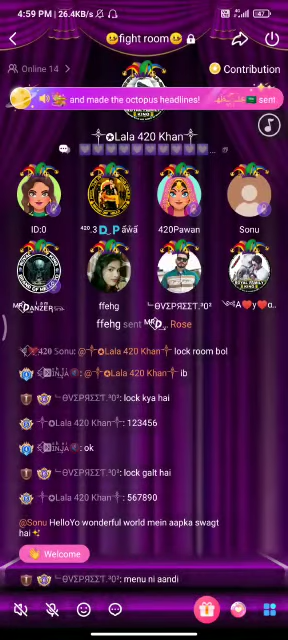 4:59 PM | 26.4KB/s
47
fight room
Online 14
Contribution
and made the octopus headlines!
sent
Lala 420 Khan
ID:0
420Pawan
Sonu
ffehg
ffehg sent Rose
420 Sonu: @Lala 420 Khan lock room bol
@Lala 420 Khan ib
lock kya hai
Lala 420 Khan: 123456
ok
lock galt hai
Lala 420 Khan: 567890
@Sonu HelloYo wonderful world mein aapka swagt
hai✨
👋 Welcome
menu ni aandi